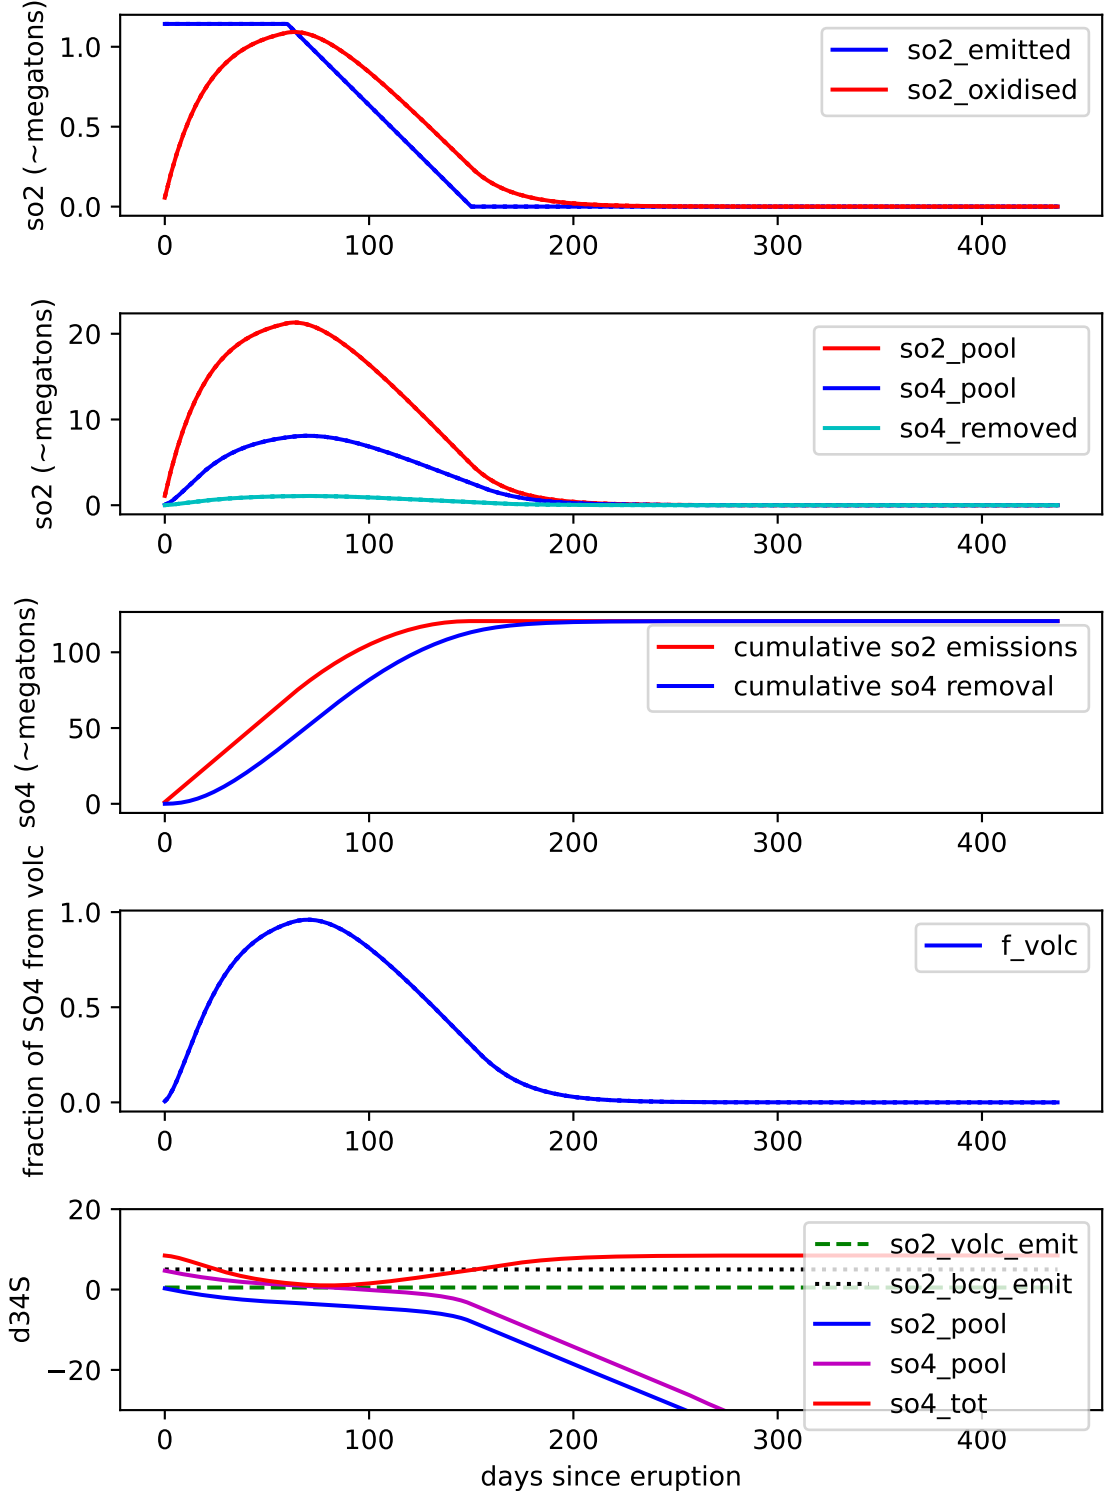 so2 (~megatons)
1.0
0.5
0.0
so2_emitted
so2_oxidised
0 100 200 300 400
so2 (~megatons)
20
10
0
so2_pool
so4_pool
so4_removed
0 100 200 300 400
so4 (~megatons)
100
50
0
cumulative so2 emissions
cumulative so4 removal
0 100 200 300 400
fraction of SO4 from volc
1.0
0.5
0.0
f_volc
0 100 200 300 400
d34S
20
0
−20
so2_volc_emit
so2_bcg_emit
so2_pool
so4_pool
so4_tot
0 100 200 300 400
days since eruption